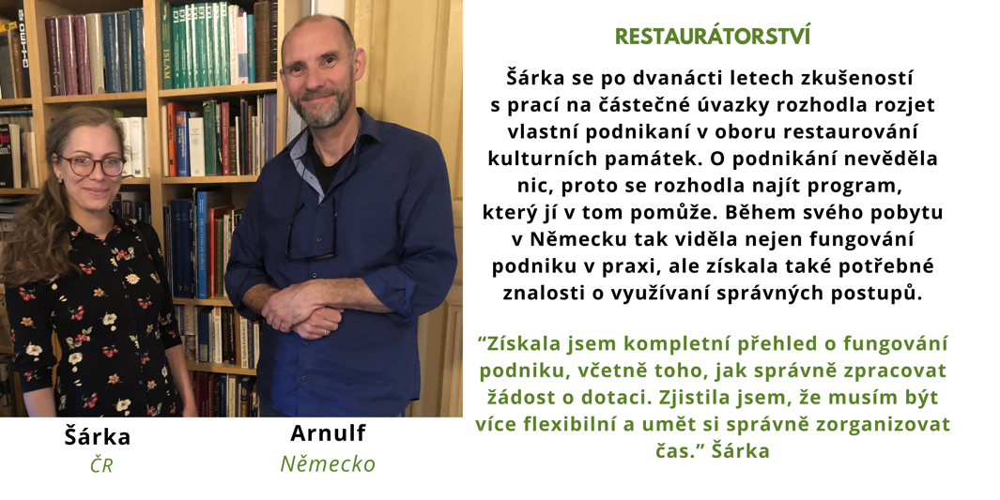 RESTAURÁTORSTVÍ
Šárka se po dvanácti letech zkušeností
s prací na částečné úvazky rozhodla rozjet
vlastní podnikaní v oboru restaurování
kulturních památek. O podnikání nevěděla
nic, proto se rozhodla najít program,
který jí v tom pomůže. Během svého pobytu
v Německu tak viděla nejen fungování
podniku v praxi, ale získala také potřebné
znalosti o využívaní správných postupů.
“Získala jsem kompletní přehled o fungování
podniku, včetně toho, jak správně zpracovat
žádost o dotaci. Zjistila jsem, že musím být
více flexibilní a umět si správně zorganizovat
čas.” Šárka
Šárka
ČR
Arnulf
Německo
ISLAM